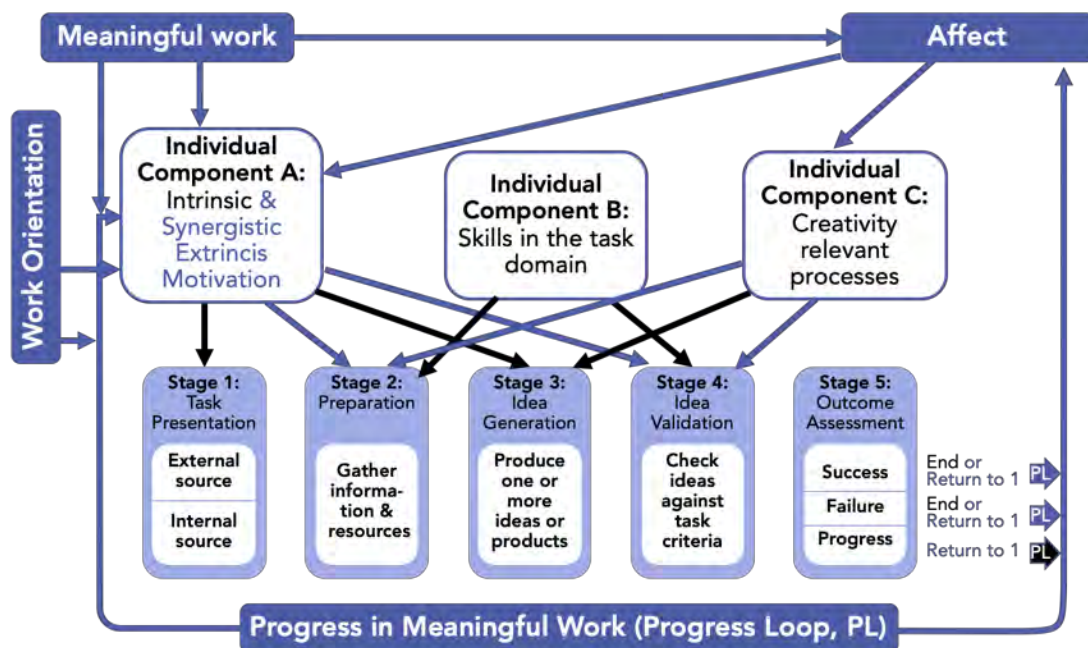 Meaningful work
Affect
Work Orientation
Individual
Component A:
Intrinsic &
Synergistic
Extrincis
Motivation
Individual
Component B:
Skills in the task
domain
Individual
Component C:
Creativity
relevant
processes
Stage 1:
Task
Presentation
External
source
Internal
source
Stage 2:
Preparation
Gather
informa-
tion &
resources
Stage 3:
Idea
Generation
Produce
one or
more
ideas or
products
Stage 4:
Idea
Validation
Check
ideas
against
task
criteria
Stage 5:
Outcome
Assessment
Success
Failure
Progress
End or
Return to 1
PL
End or
Return to 1
PL
Return to 1
PL
Progress in Meaningful Work (Progress Loop, PL)